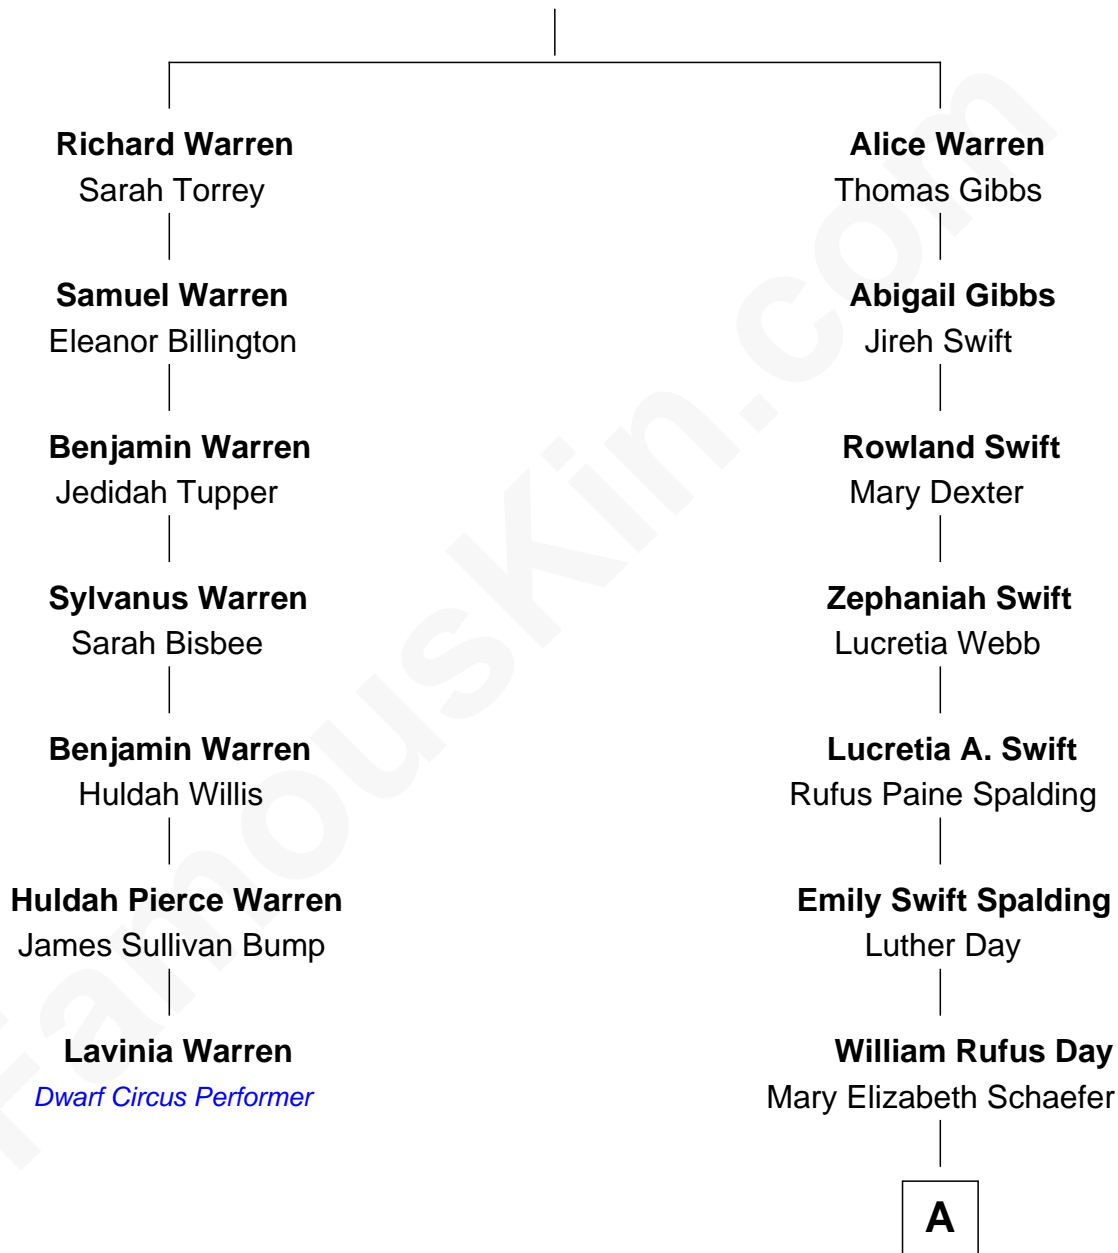 Richard Warren
Sarah Torrey
Samuel Warren
Eleanor Billington
Benjamin Warren
Jedidah Tupper
Sylvanus Warren
Sarah Bisbee
Benjamin Warren
Huldah Willis
Huldah Pierce Warren
James Sullivan Bump
Lavinia Warren
Dwarf Circus Performer
Alice Warren
Thomas Gibbs
Abigail Gibbs
Jireh Swift
Rowland Swift
Mary Dexter
Zephaniah Swift
Lucretia Webb
Lucretia A. Swift
Rufus Paine Spalding
Emily Swift Spalding
Luther Day
William Rufus Day
Mary Elizabeth Schaefer
A
FamousKin.com